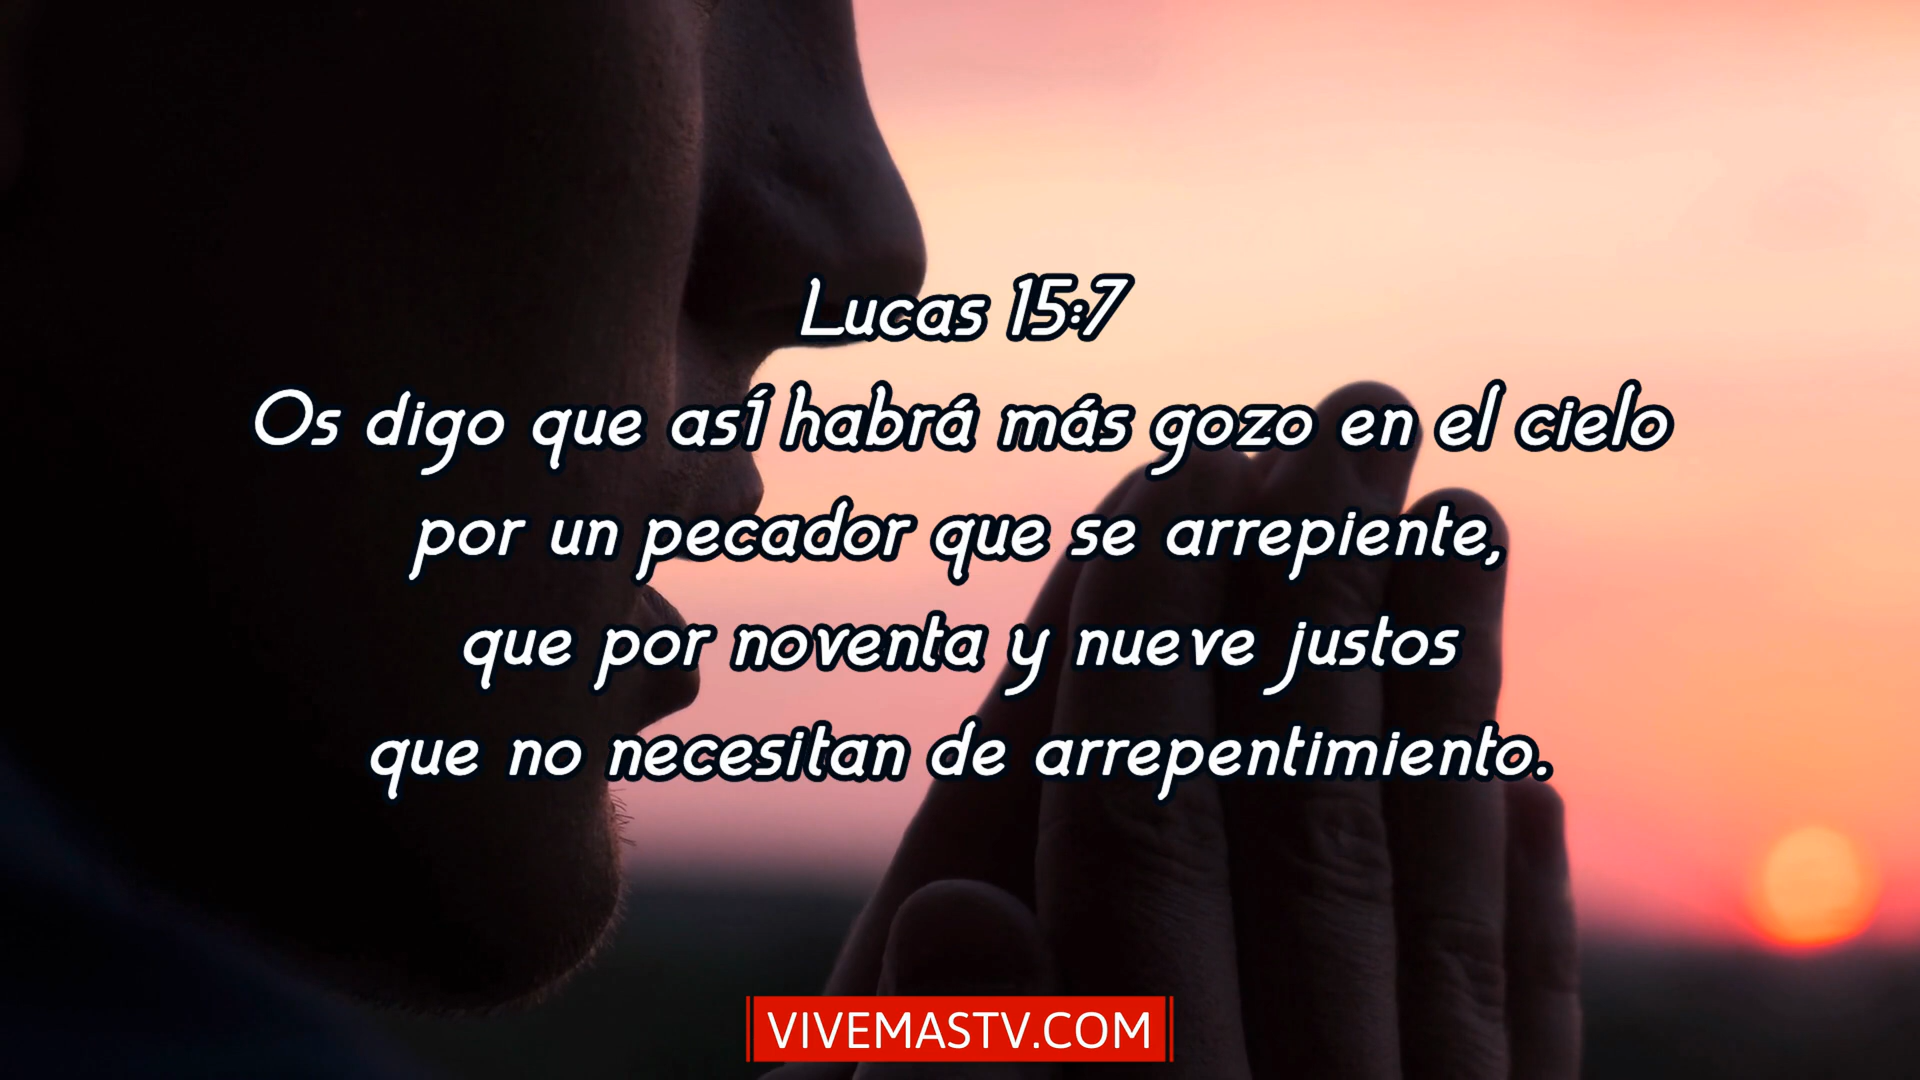 Lucas 15:7
Os digo que así habrá más gozo en el cielo
por un pecador que se arrepiente,
que por noventa y nueve justos
que no necesitan de arrepentimiento.
VIVEMASTV.COM